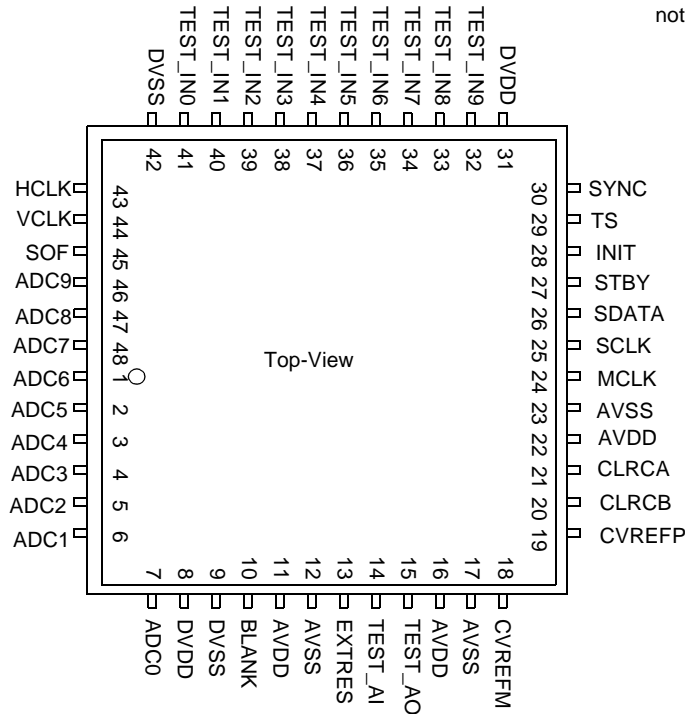 not
DVSS
TEST_IN0
TEST_IN1
TEST_IN2
TEST_IN3
TEST_IN4
TEST_IN5
TEST_IN6
TEST_IN7
TEST_IN8
TEST_IN9
DVDD
42
41
40
39
38
37
36
35
34
33
32
31
HCLK 43
VCLK 44
SOF 45
ADC9 46
ADC8 47
ADC7 48
ADC6 1
ADC5 2
ADC4 3
ADC3 4
ADC2 5
ADC1 6
Top-View
30 SYNC
29 TS
28 INIT
27 STBY
26 SDATA
25 SCLK
24 MCLK
23 AVSS
22 AVDD
21 CLRCA
20 CLRCB
19 CVREFP
7
8
9
10
11
12
13
14
15
16
17
18
ADC0
DVDD
DVSS
BLANK
AVDD
AVSS
EXTRES
TEST_AI
TEST_AO
AVDD
AVSS
CVREFM